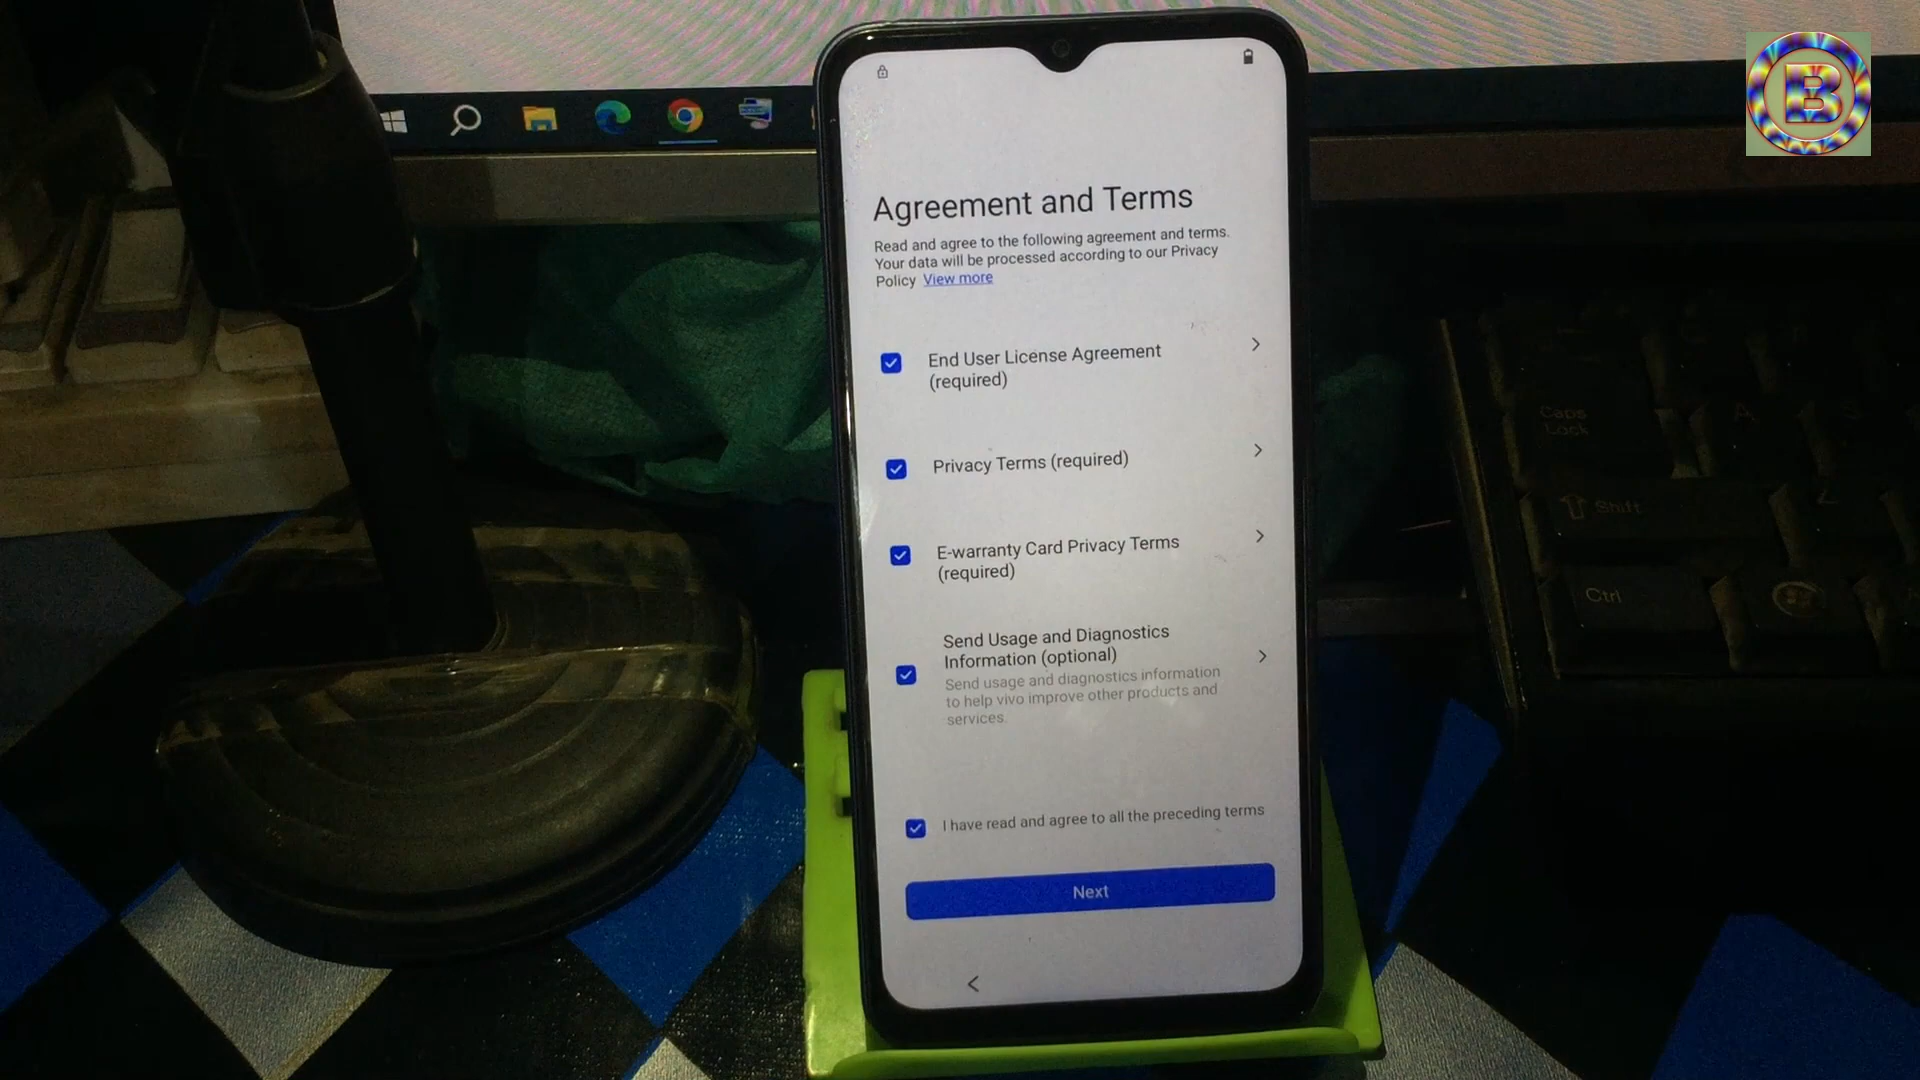 B
Agreement and Terms
Read and agree to the following agreement and terms.
Your data will be processed according to our Privacy
Policy View more
End User License Agreement
(required)
Privacy Terms (required)
E-warranty Card Privacy Terms
(required)
Send Usage and Diagnostics
Information (optional)
Send usage and diagnostics information
to help vivo improve other products and
services.
I have read and agree to all the preceding terms
Next
Caps
Lock
A
S
Shift
Z
Ctrl